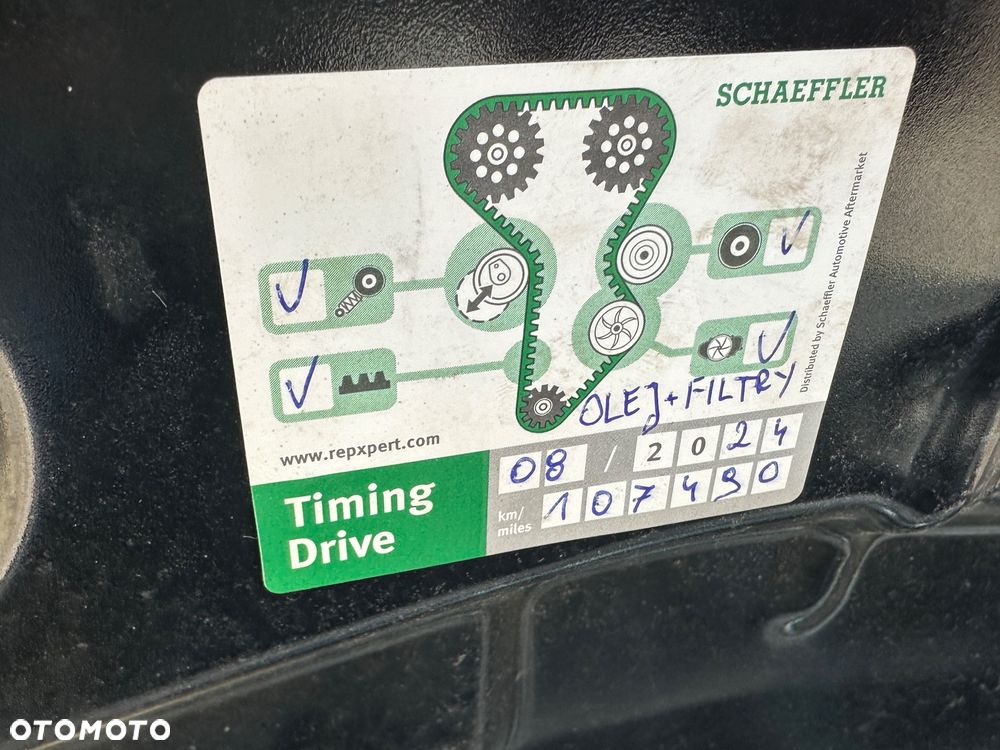 SCHAEFFLER
Distributed by Schaeffler Automotive Aftermarket
OLEJ + FILTRY
www.repxpert.com
08 / 2024
Timing
Drive
km/
miles
107490
OTOMOTO